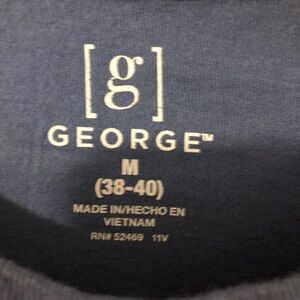 [g]
GEORGE™
M
(38-40)
MADE IN/HECHO EN
VIETNAM
RN# 52469 11V